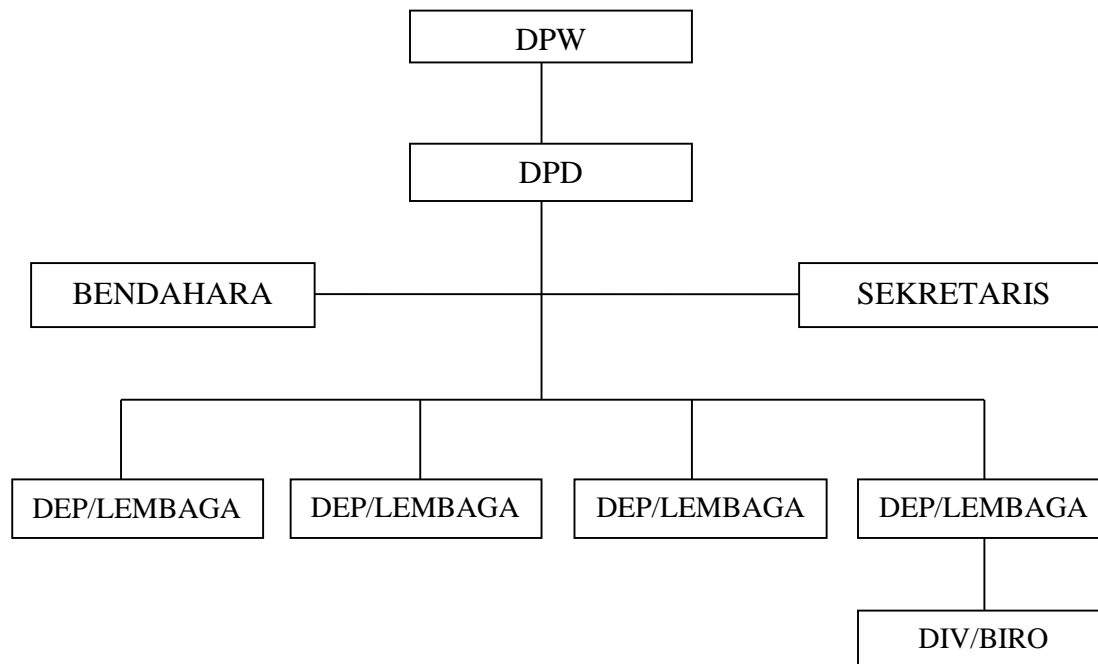 DPW
DPD
BENDAHARA
SEKRETARIS
DEP/LEMBAGA
DEP/LEMBAGA
DEP/LEMBAGA
DEP/LEMBAGA
DIV/BIRO